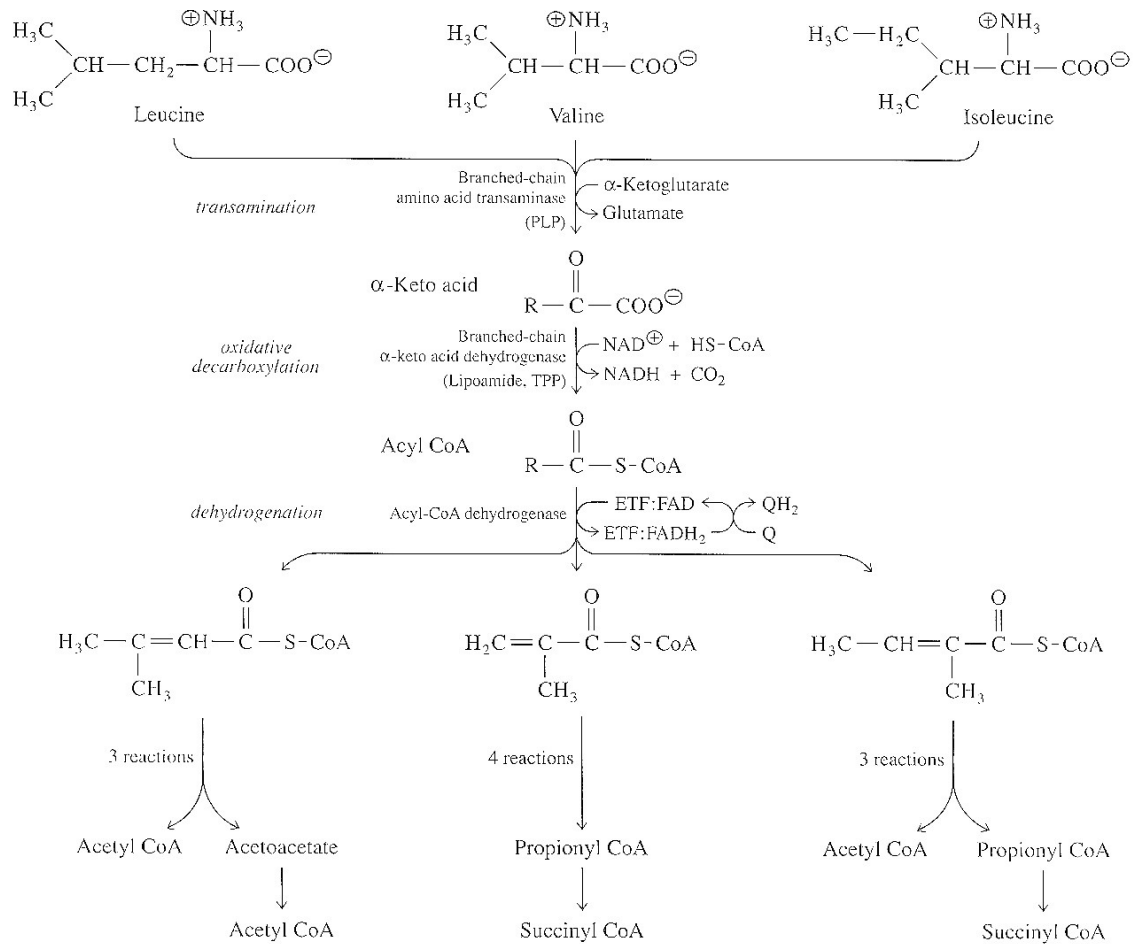 H₃C ⊕NH₃
CH—CH₂—CH—COO⊖
H₃C
Leucine
H₃C ⊕NH₃
CH—CH—COO⊖
H₃C
Valine
H₃C—H₂C ⊕NH₃
CH—CH—COO⊖
H₃C
Isoleucine
transamination
Branched-chain
amino acid transaminase
(PLP)
α-Ketoglutarate
Glutamate
α-Keto acid
O
R—C—COO⊖
oxidative
decarboxylation
Branched-chain
α-keto acid dehydrogenase
(Lipoamide, TPP)
NAD⊕ + HS-CoA
NADH + CO₂
Acyl CoA
O
R—C—S-CoA
dehydrogenation
Acyl-CoA dehydrogenase
ETF:FAD QH₂
ETF:FADH₂ Q
O
H₃C—C=CH—C—S—CoA
CH₃
O
H₂C=C—C—S-CoA
CH₃
O
H₃C—CH=C—C—S-CoA
CH₃
3 reactions
4 reactions
3 reactions
Acetyl CoA Acetoacetate
Acetyl CoA
Propionyl CoA
Succinyl CoA
Acetyl CoA Propionyl CoA
Succinyl CoA